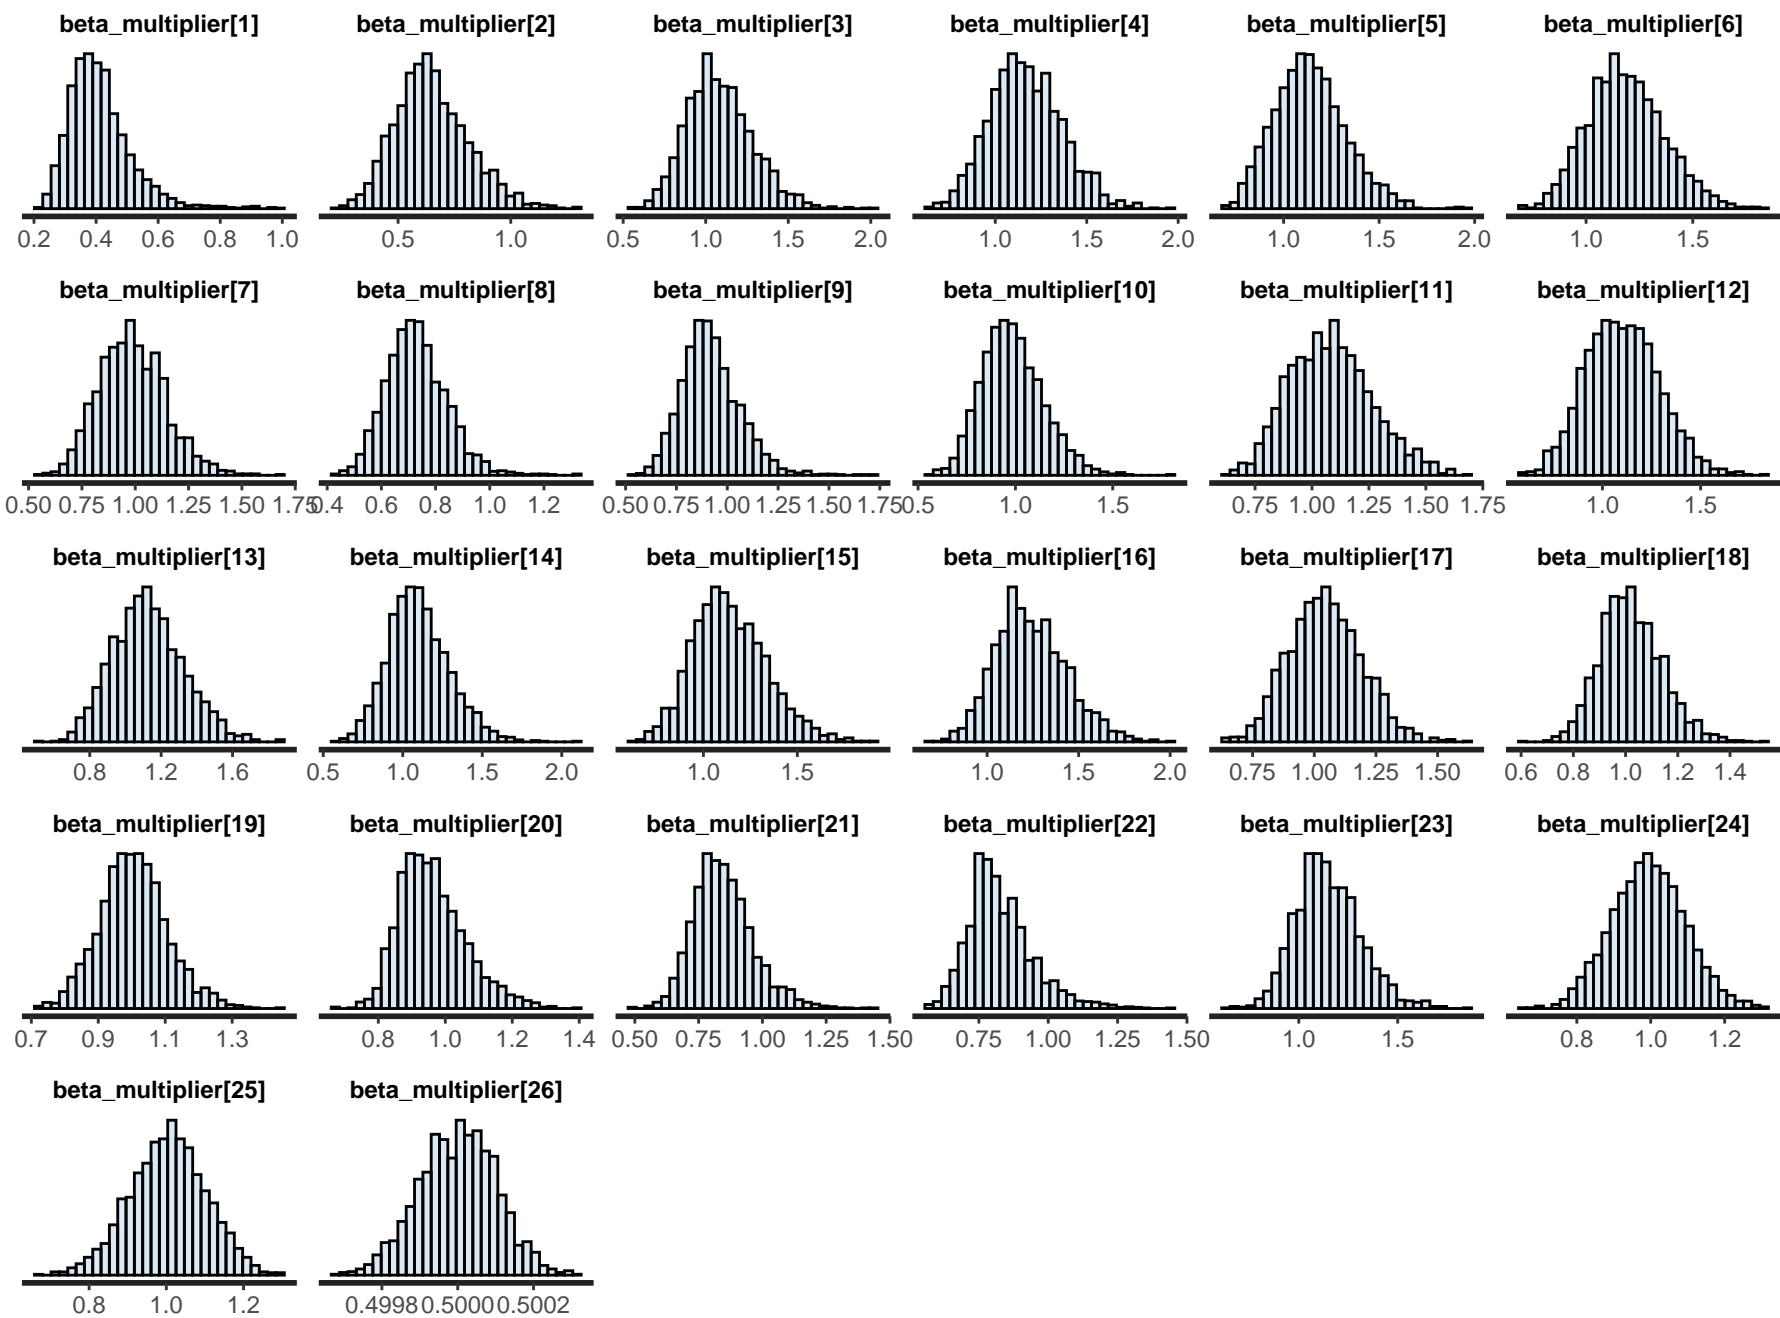 beta_multiplier[1] beta_multiplier[2] beta_multiplier[3] beta_multiplier[4] beta_multiplier[5] beta_multiplier[6]
0.2 0.4 0.6 0.8 1.0 0.5 1.0 0.5 1.0 1.5 2.0 1.0 1.5 2.0 1.0 1.5 2.0 1.0 1.5
beta_multiplier[7] beta_multiplier[8] beta_multiplier[9] beta_multiplier[10] beta_multiplier[11] beta_multiplier[12]
0.50 0.75 1.00 1.25 1.50 1.75 0.4 0.6 0.8 1.0 1.2 0.50 0.75 1.00 1.25 1.50 1.75 0.5 1.0 1.5 0.75 1.00 1.25 1.50 1.75 1.0 1.5
beta_multiplier[13] beta_multiplier[14] beta_multiplier[15] beta_multiplier[16] beta_multiplier[17] beta_multiplier[18]
0.8 1.2 1.6 0.5 1.0 1.5 2.0 1.0 1.5 1.0 1.5 2.0 0.75 1.00 1.25 1.50 0.6 0.8 1.0 1.2 1.4
beta_multiplier[19] beta_multiplier[20] beta_multiplier[21] beta_multiplier[22] beta_multiplier[23] beta_multiplier[24]
0.7 0.9 1.1 1.3 0.8 1.0 1.2 1.4 0.50 0.75 1.00 1.25 1.50 0.75 1.00 1.25 1.50 1.0 1.5 0.8 1.0 1.2
beta_multiplier[25] beta_multiplier[26]
0.8 1.0 1.2 0.4998 0.5000 0.5002